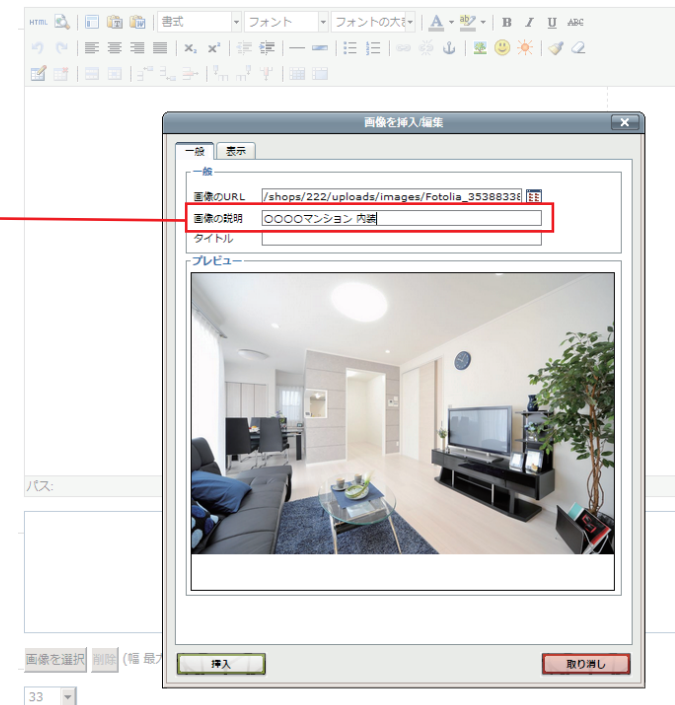 HTML 書式 フォント フォントの大き A ab B I U ABC
画像を挿入/編集
一般 表示
一般
画像のURL /shops/222/uploads/images/Fotolia_35388338
画像の説明 ○○○○マンション 内装
タイトル
プレビュー
パス:
画像を選択 削除 (幅 最大
挿入 取り消し
33